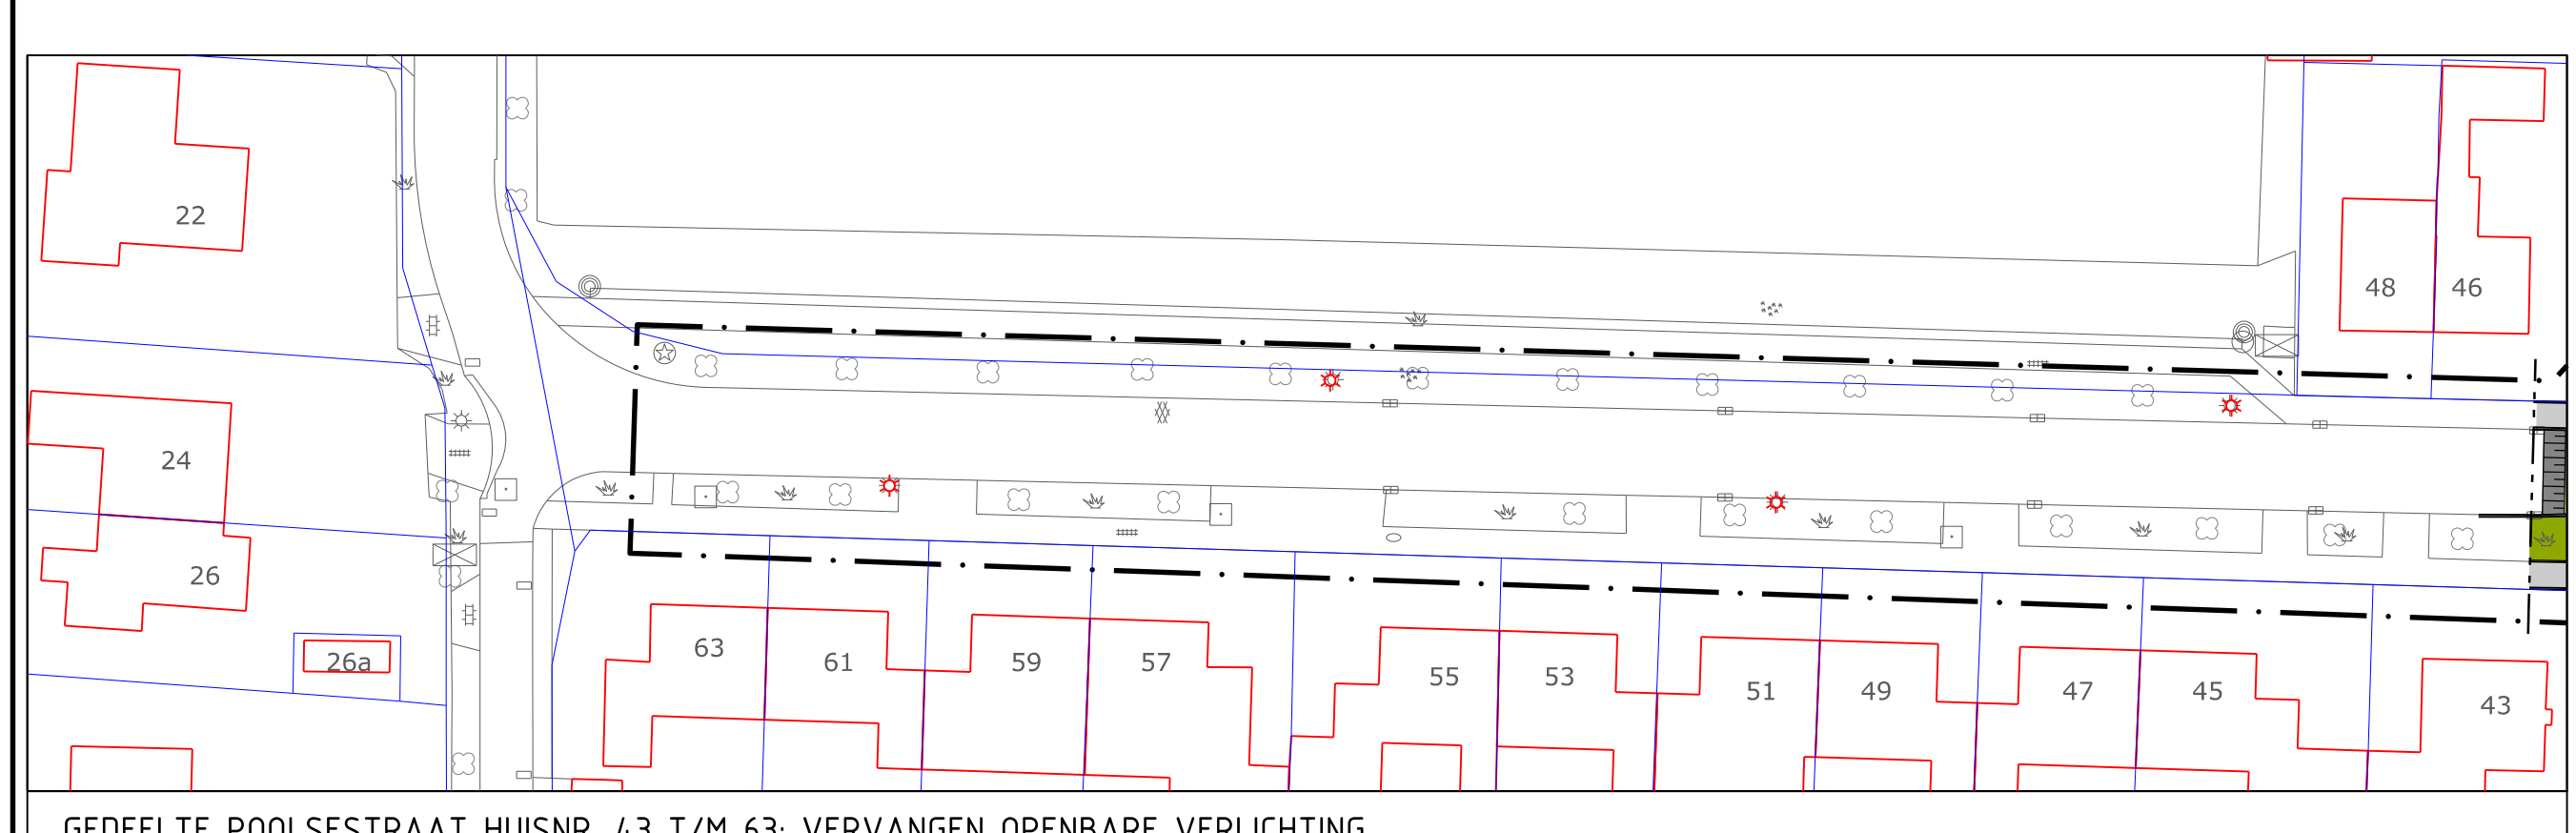 22
48 46
24
26
26a
63 61 59 57 55 53 51 49 47 45 43
GEDEELTE POOLSESTRAAT HUISNR. 43 T/M 63: VERVANGEN OPENBARE VERLICHTING